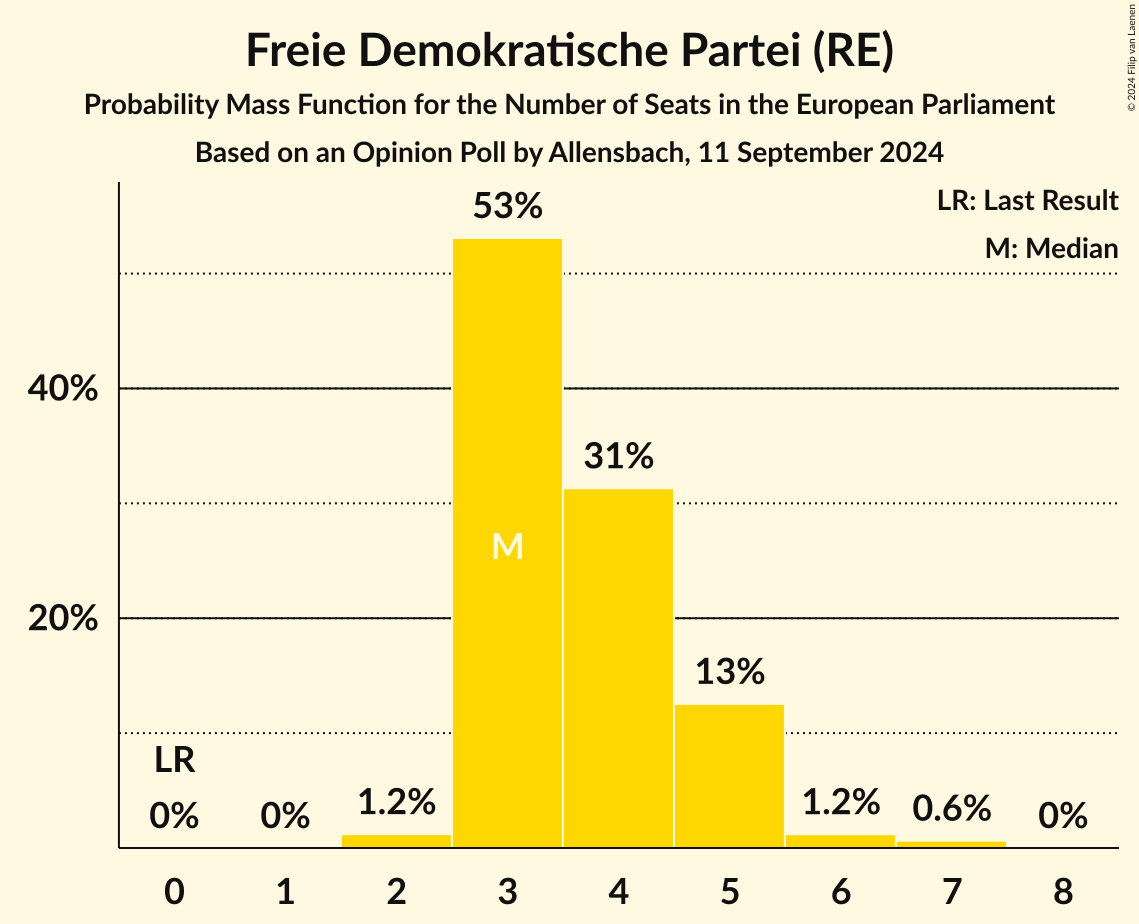 Freie Demokratische Partei (RE)
Probability Mass Function for the Number of Seats in the European Parliament
Based on an Opinion Poll by Allensbach, 11 September 2024
© 2024 Filip van Laenen
LR: Last Result
M: Median
53%
40%
31%
M
20%
13%
LR
0%
0%
1.2%
1.2%
0.6%
0%
0 1 2 3 4 5 6 7 8